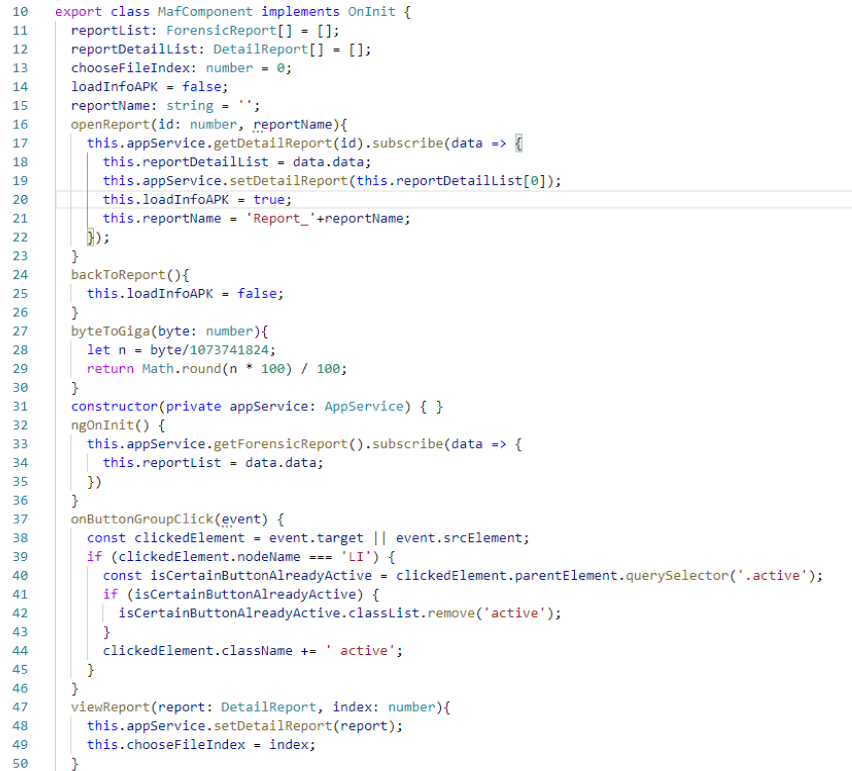 10 export class MafComponent implements OnInit {
11   reportList: ForensicReport[] = [];
12   reportDetailList: DetailReport[] = [];
13   chooseFileIndex: number = 0;
14   loadInfoAPK = false;
15   reportName: string = '';
16   openReport(id: number, reportName){
17     this.appService.getDetailReport(id).subscribe(data => {
18       this.reportDetailList = data.data;
19       this.appService.setDetailReport(this.reportDetailList[0]);
20       this.loadInfoAPK = true;
21       this.reportName = 'Report_'+reportName;
22     });
23   }
24   backToReport(){
25     this.loadInfoAPK = false;
26   }
27   byteToGiga(byte: number){
28     let n = byte/1073741824;
29     return Math.round(n * 100) / 100;
30   }
31   constructor(private appService: AppService) { }
32   ngOnInit() {
33     this.appService.getForensicReport().subscribe(data => {
34       this.reportList = data.data;
35     })
36   }
37   onButtonGroupClick(event) {
38     const clickedElement = event.target || event.srcElement;
39     if (clickedElement.nodeName === 'LI') {
40       const isCertainButtonAlreadyActive = clickedElement.parentElement.querySelector('.active');
41       if (isCertainButtonAlreadyActive) {
42         isCertainButtonAlreadyActive.classList.remove('active');
43       }
44       clickedElement.className += ' active';
45     }
46   }
47   viewReport(report: DetailReport, index: number){
48     this.appService.setDetailReport(report);
49     this.chooseFileIndex = index;
50   }